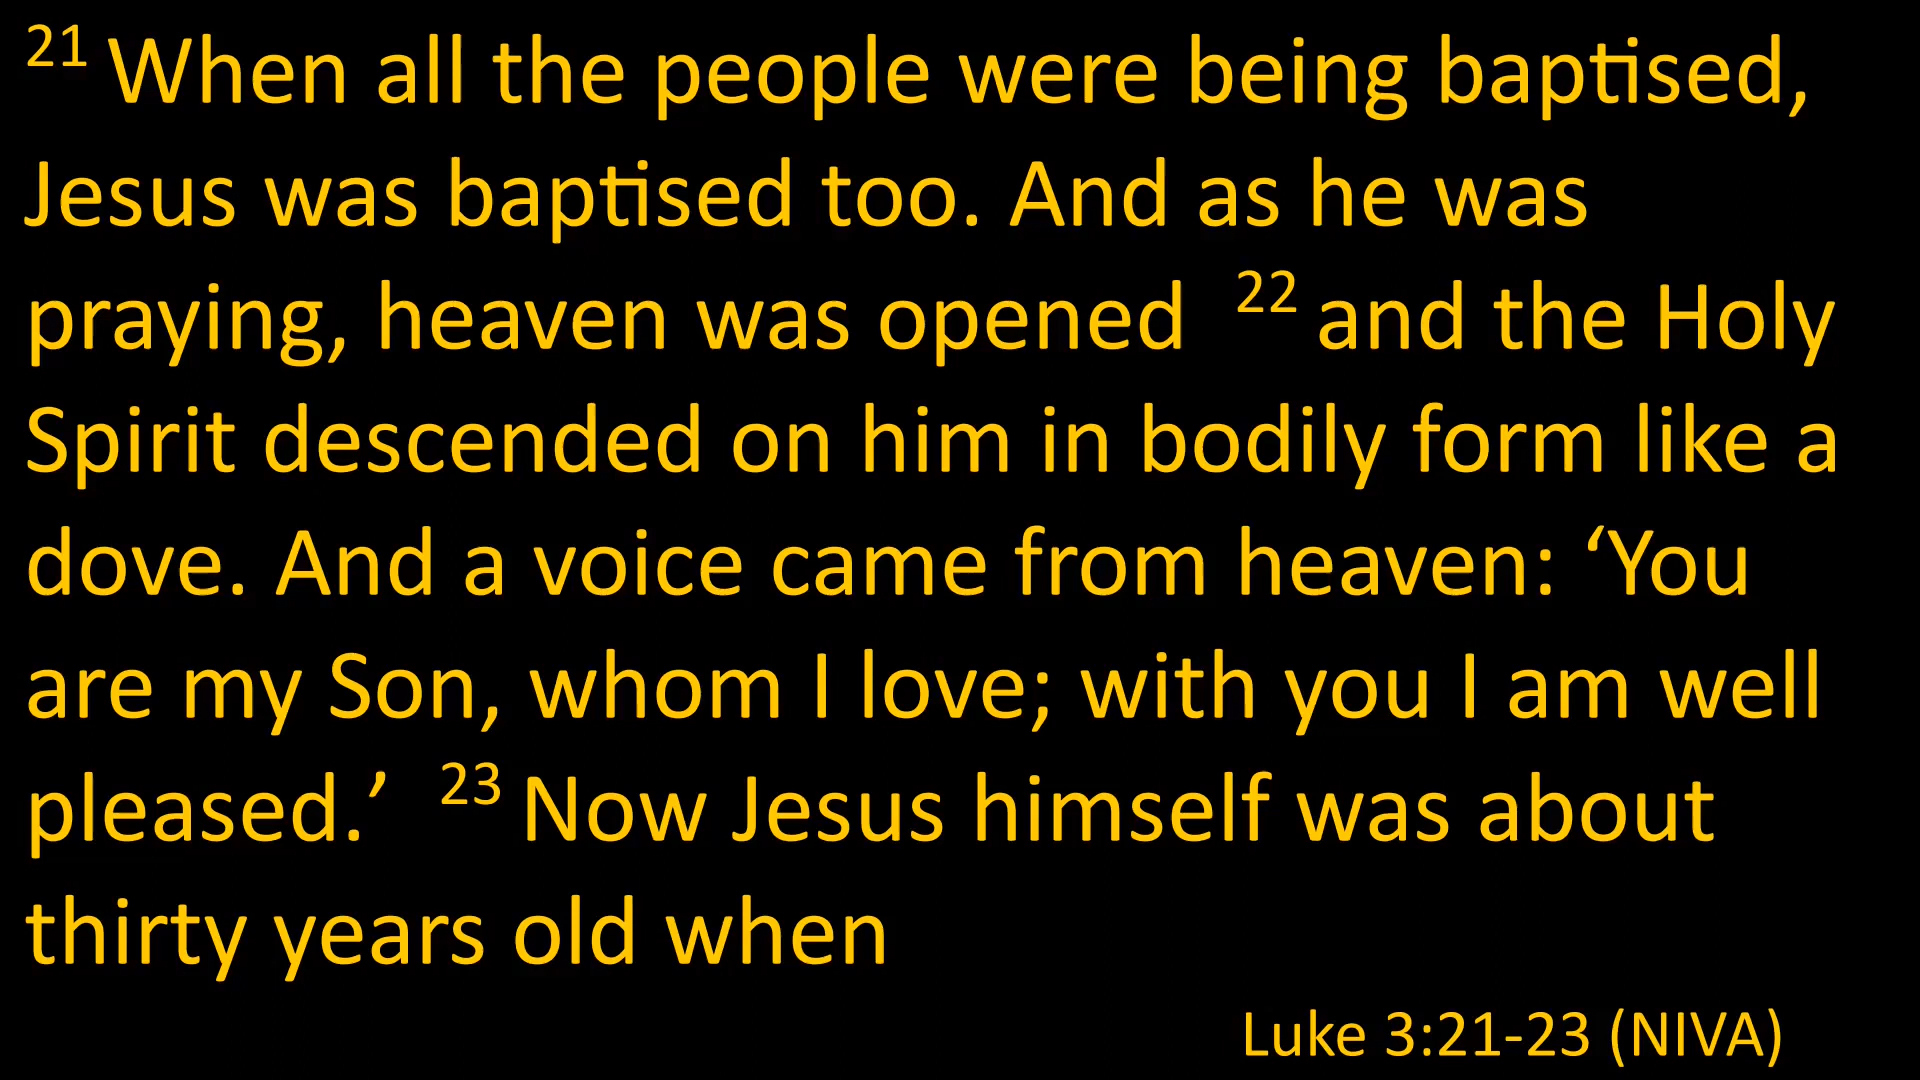 21 When all the people were being baptised,
Jesus was baptised too. And as he was
praying, heaven was opened 22 and the Holy
Spirit descended on him in bodily form like a
dove. And a voice came from heaven: ‘You
are my Son, whom I love; with you I am well
pleased.’ 23 Now Jesus himself was about
thirty years old when
Luke 3:21-23 (NIVA)